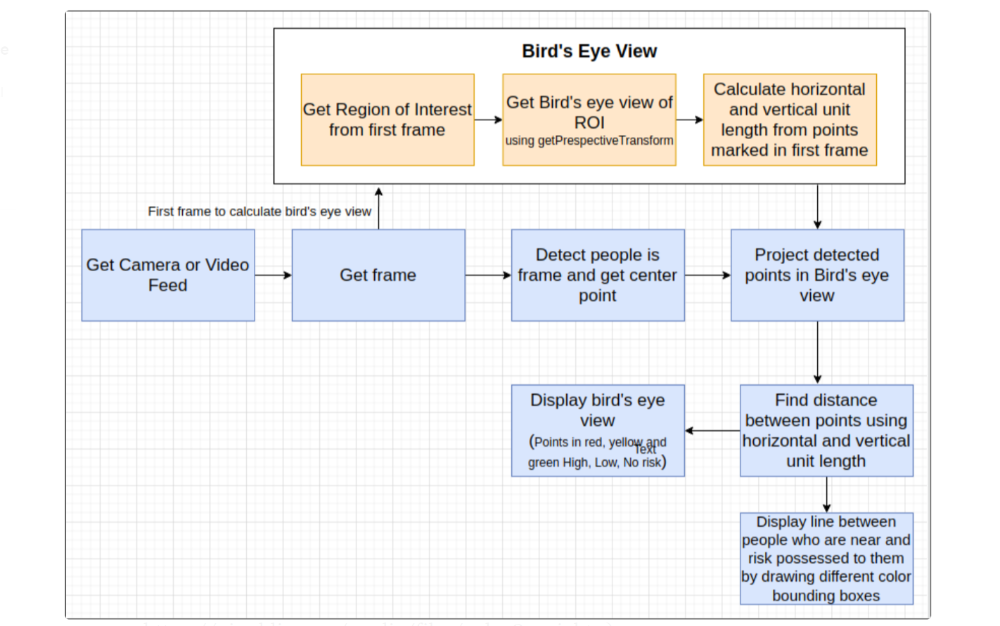 Bird's Eye View
Get Region of Interest
from first frame
Get Bird's eye view of
ROI
using getPrespectiveTransform
Calculate horizontal
and vertical unit
length from points
marked in first frame
First frame to calculate bird's eye view
Get Camera or Video
Feed
Get frame
Detect people is
frame and get center
point
Project detected
points in Bird's eye
view
Display bird's eye
view
(Points in red, yellow and
Text
green High, Low, No risk)
Find distance
between points using
horizontal and vertical
unit length
Display line between
people who are near and
risk possessed to them
by drawing different color
bounding boxes